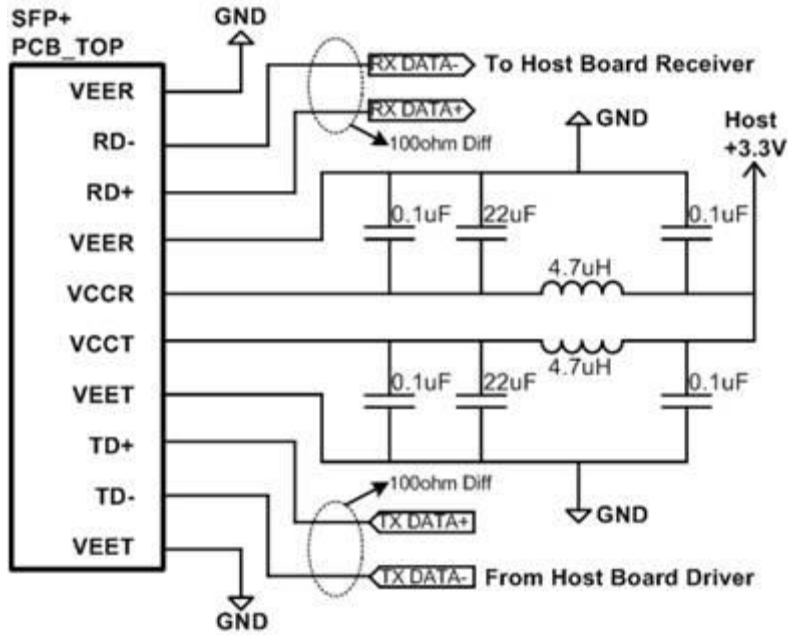 SFP+
PCB_TOP
GND
VEER
RD-
RD+
VEER
VCCR
VCCT
VEET
TD+
TD-
VEET
RX DATA-
To Host Board Receiver
RX DATA+
100ohm Diff
GND
Host
+3.3V
0.1uF
22uF
0.1uF
4.7uH
4.7uH
0.1uF
22uF
0.1uF
100ohm Diff
TX DATA+
GND
TX DATA-
From Host Board Driver
GND